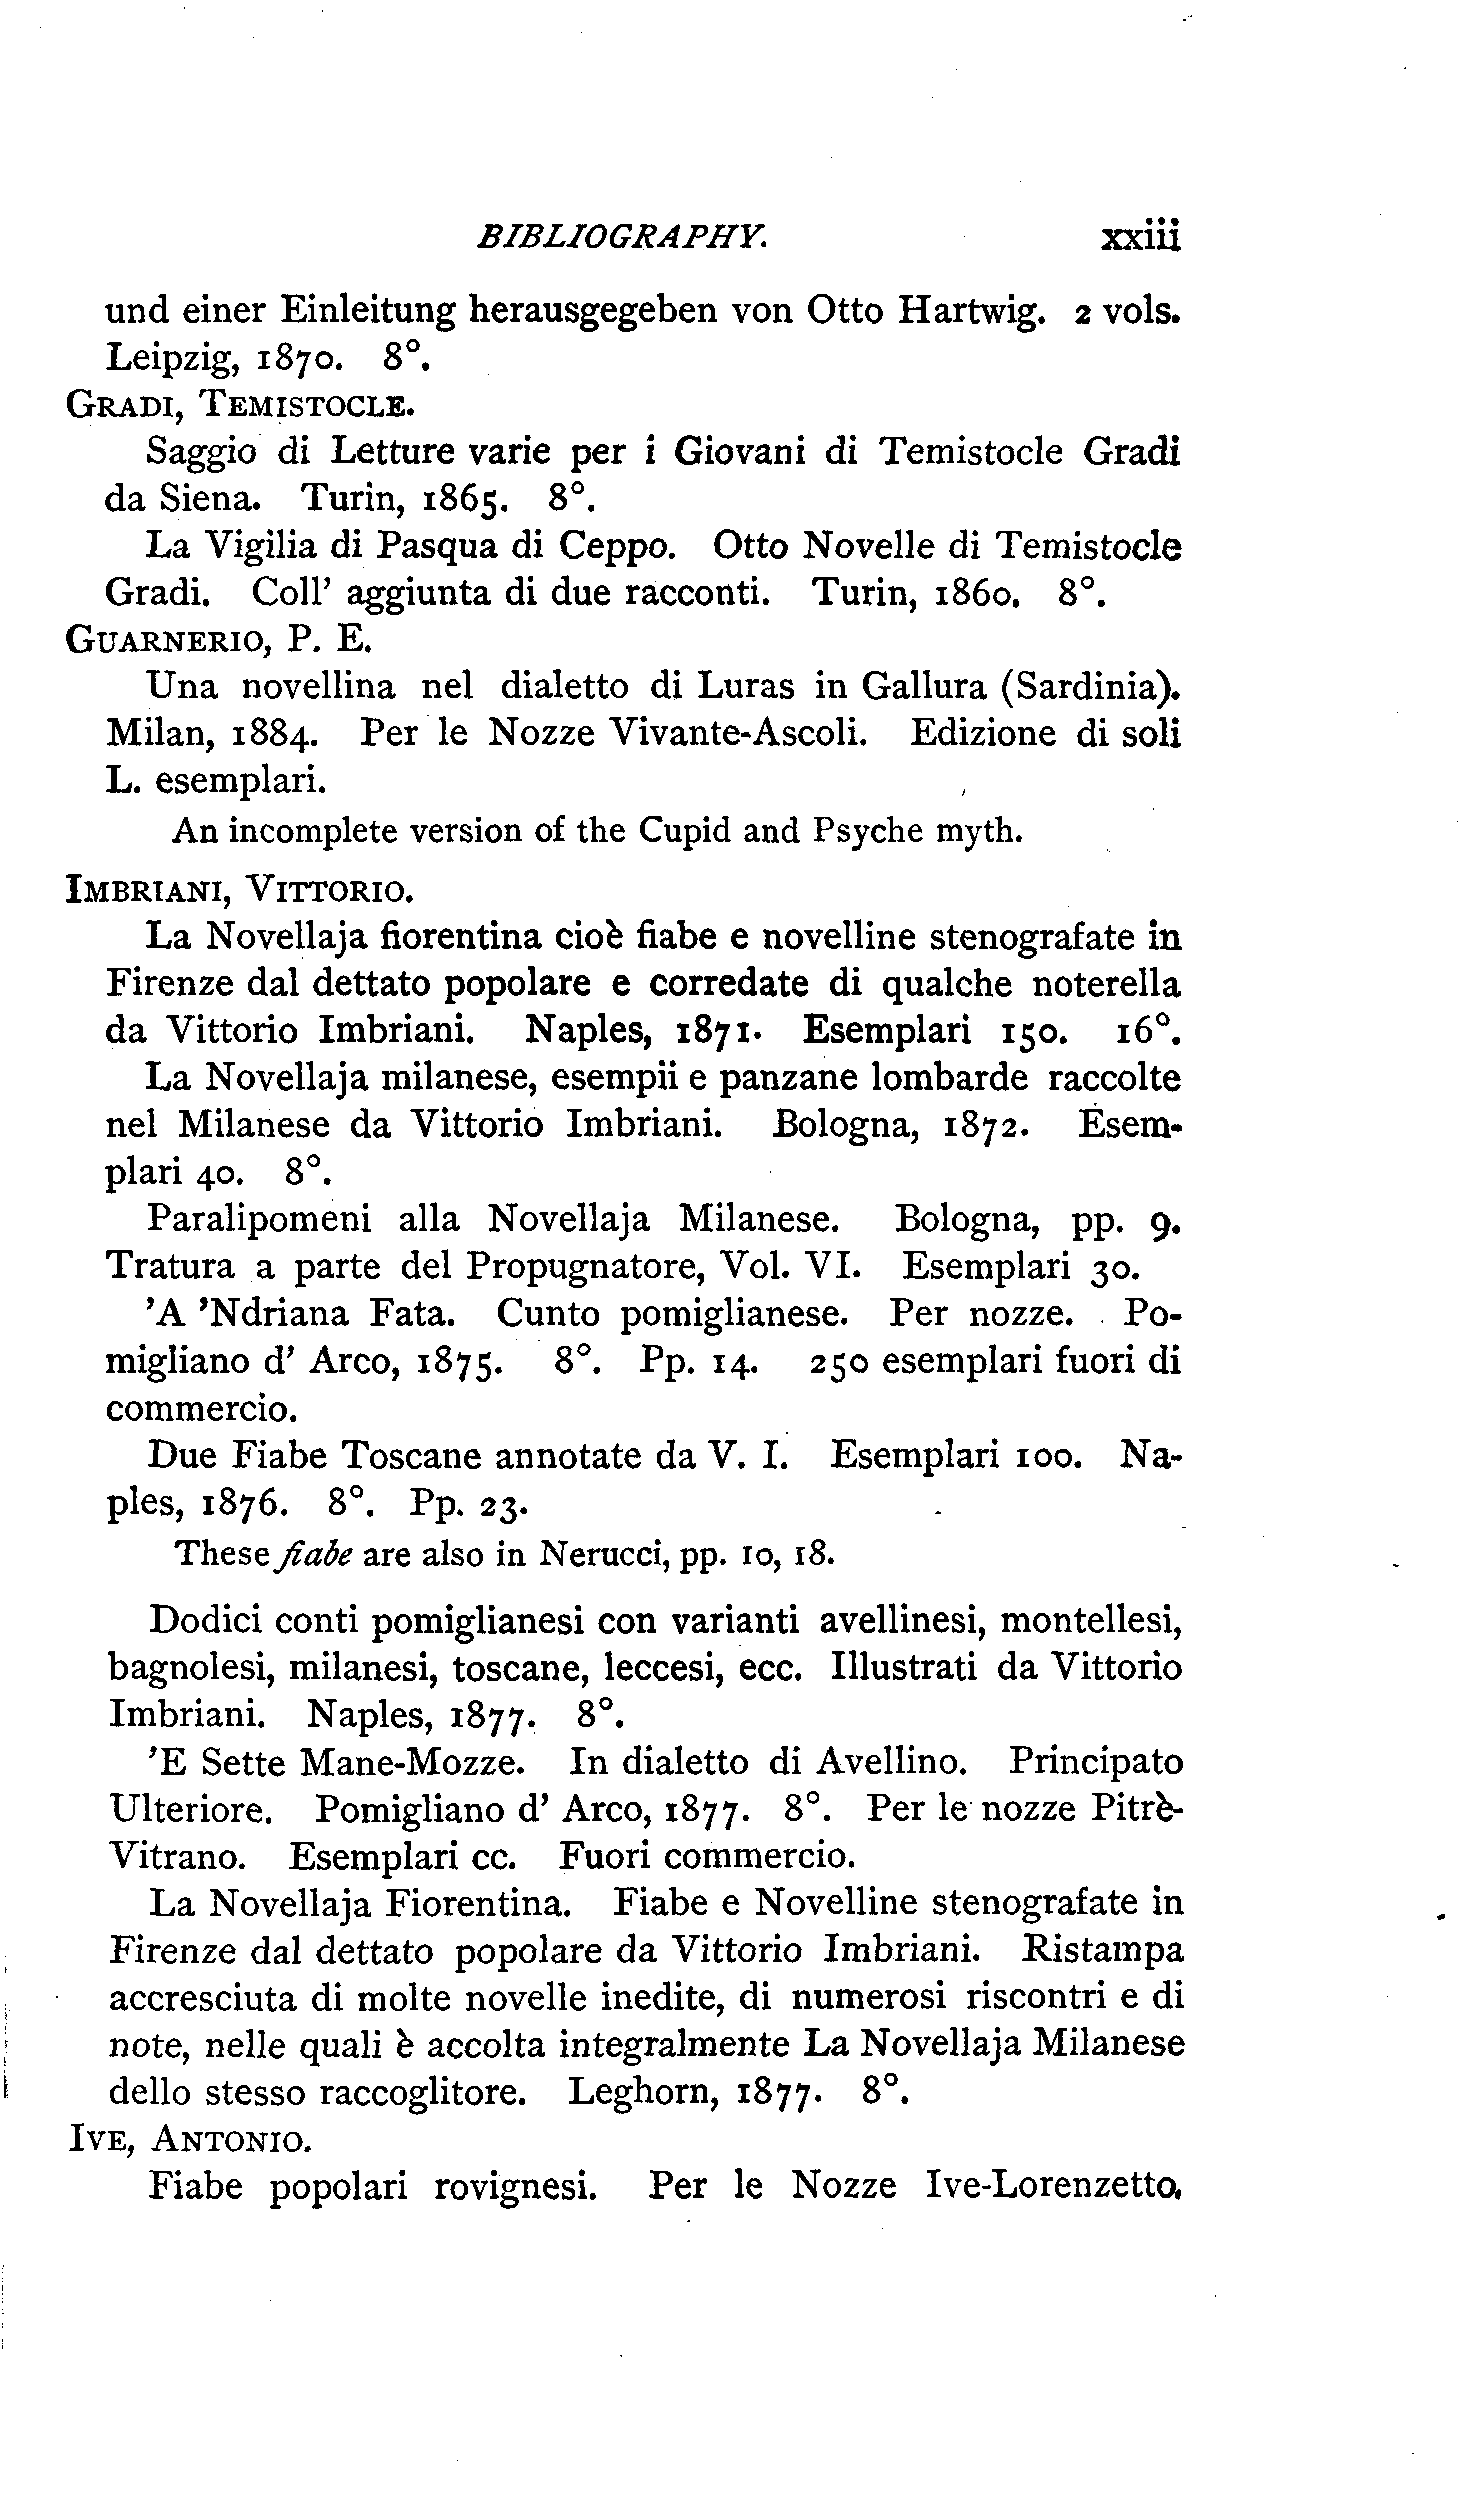 BIBLIOGRAPHY. xxiii
und einer Einleitung herausgegeben von Otto Hartwig. 2 vols.
Leipzig, 1870. 8°.
GRADI, TEMISTOCLE.
Saggio di Letture varie per i Giovani di Temistocle Gradi
da Siena. Turin, 1865. 8°.
La Vigilia di Pasqua di Ceppo. Otto Novelle di Temistocle
Gradi. Coll' aggiunta di due racconti. Turin, 1860. 8°.
GUARNERIO, P. E.
Una novellina nel dialetto di Luras in Gallura (Sardinia).
Milan, 1884. Per le Nozze Vivante-Ascoli. Edizione di soli
L. esemplari.
An incomplete version of the Cupid and Psyche myth.
IMBRIANI, VITTORIO.
La Novellaja fiorentina cioè fiabe e novelline stenografate in
Firenze dal dettato popolare e corredate di qualche noterella
da Vittorio Imbriani. Naples, 1871. Esemplari 150. 16°.
La Novellaja milanese, esempii e panzane lombarde raccolte
nel Milanese da Vittorio Imbriani. Bologna, 1872. Esem-
plari 40. 8°.
Paralipomeni alla Novellaja Milanese. Bologna, pp. 9.
Tratura a parte del Propugnatore, Vol. VI. Esemplari 30.
'A 'Ndriana Fata. Cunto pomiglianese. Per nozze. Po-
migliano d' Arco, 1875. 8°. Pp. 14. 250 esemplari fuori di
commercio.
Due Fiabe Toscane annotate da V. I. Esemplari 100. Na-
ples, 1876. 8°. Pp. 23.
These fiabe are also in Nerucci, pp. 10, 18.
Dodici conti pomiglianesi con varianti avellinesi, montellesi,
bagnolesi, milanesi, toscane, leccesi, ecc. Illustrati da Vittorio
Imbriani. Naples, 1877. 8°.
'E Sette Mane-Mozze. In dialetto di Avellino. Principato
Ulteriore. Pomigliano d' Arco, 1877. 8°. Per le nozze Pitrè-
Vitrano. Esemplari cc. Fuori commercio.
La Novellaja Fiorentina. Fiabe e Novelline stenografate in
Firenze dal dettato popolare da Vittorio Imbriani. Ristampa
accresciuta di molte novelle inedite, di numerosi riscontri e di
note, nelle quali è accolta integralmente La Novellaja Milanese
dello stesso raccoglitore. Leghorn, 1877. 8°.
IVE, ANTONIO.
Fiabe popolari rovignesi. Per le Nozze Ive-Lorenzetto,